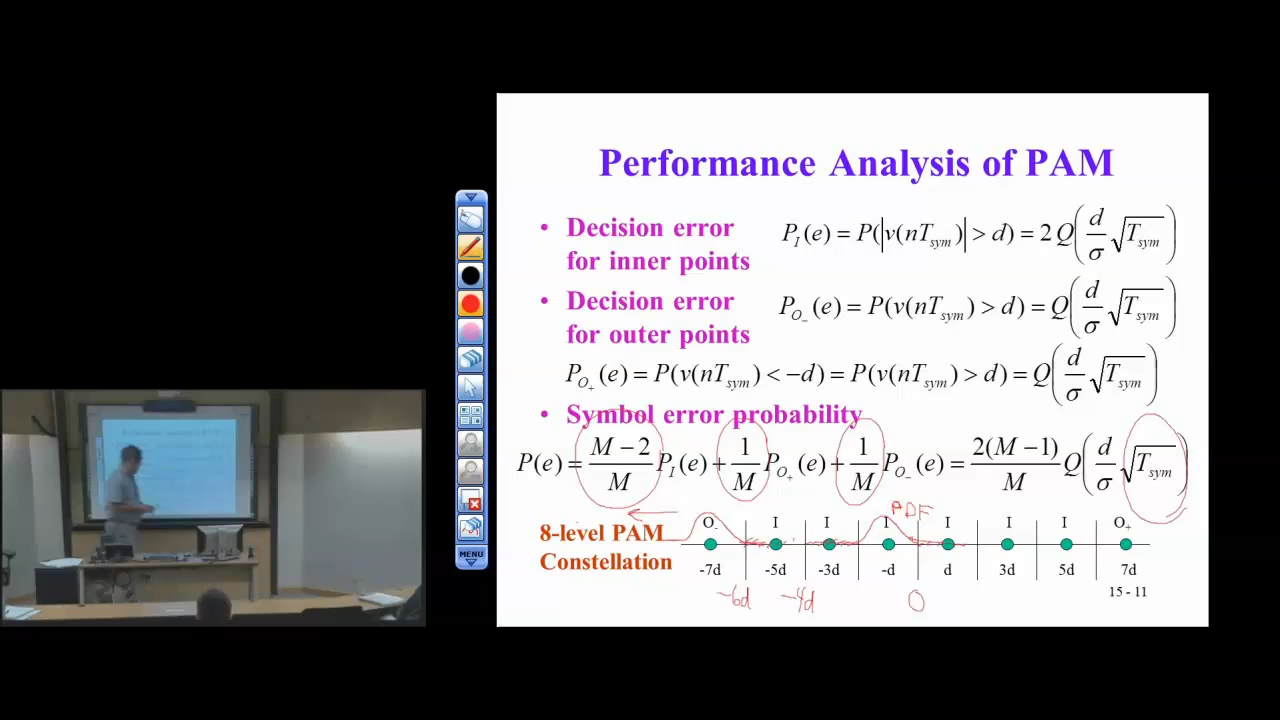 Performance Analysis of PAM
• Decision error for inner points
P_I(e) = P(|v(nT_sym)| > d) = 2Q(d/σ √T_sym)
• Decision error for outer points
P_O−(e) = P(v(nT_sym) > d) = Q(d/σ √T_sym)
P_O+(e) = P(v(nT_sym) < −d) = P(v(nT_sym) > d) = Q(d/σ √T_sym)
• Symbol error probability
P(e) = (M − 2)/M P_I(e) + 1/M P_O+(e) + 1/M P_O−(e) = 2(M − 1)/M Q(d/σ √T_sym)
PDF
8-level PAM
Constellation
O- I I I I I I O+
-7d -5d -3d -d d 3d 5d 7d
-6d -4d 0
15 - 11
MENU